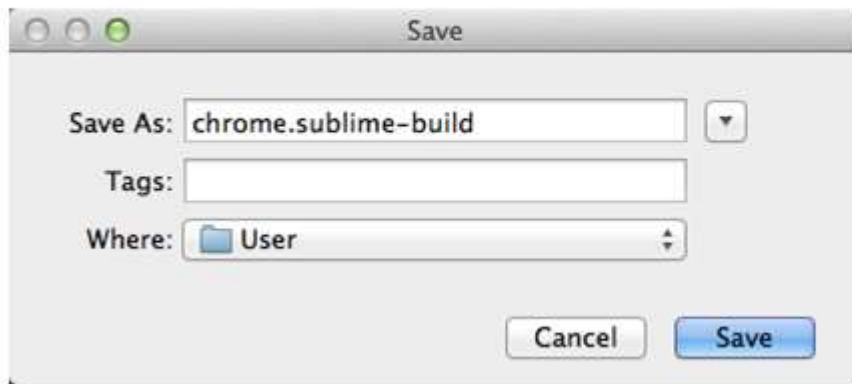 Save
Save As: chrome.sublime-build
Tags:
Where: User
Cancel Save